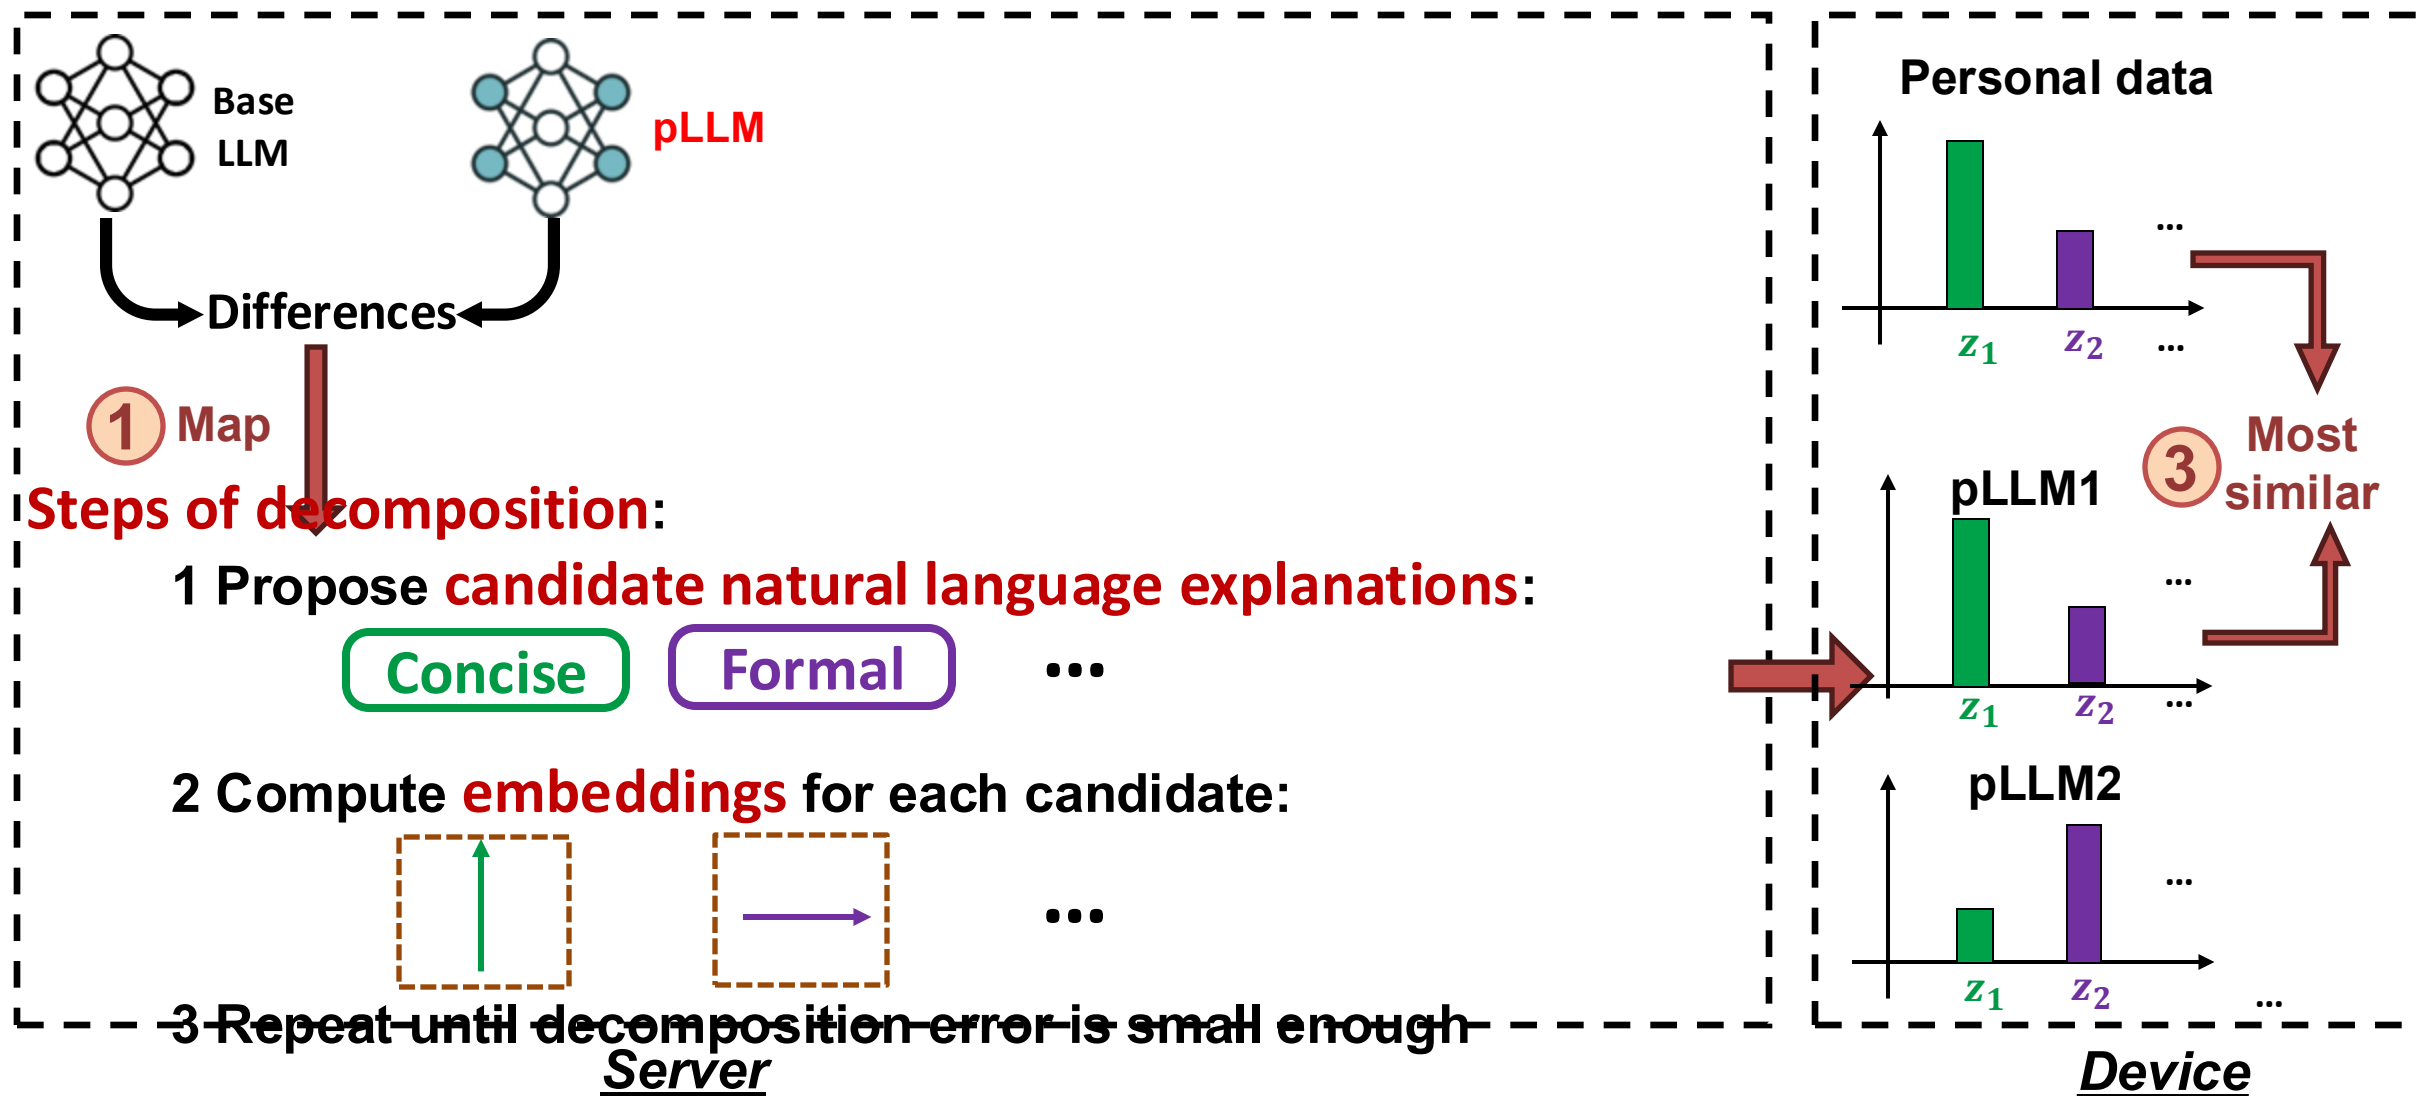 Base
LLM
pLLM
Differences
1 Map
Steps of decomposition:
1 Propose candidate natural language explanations:
Concise
Formal
...
2 Compute embeddings for each candidate:
...
3 Repeat until decomposition error is small enough
Server
Personal data
...
z1
z2
...
3 Most
similar
pLLM1
...
z1
z2
...
pLLM2
...
z1
z2
...
Device